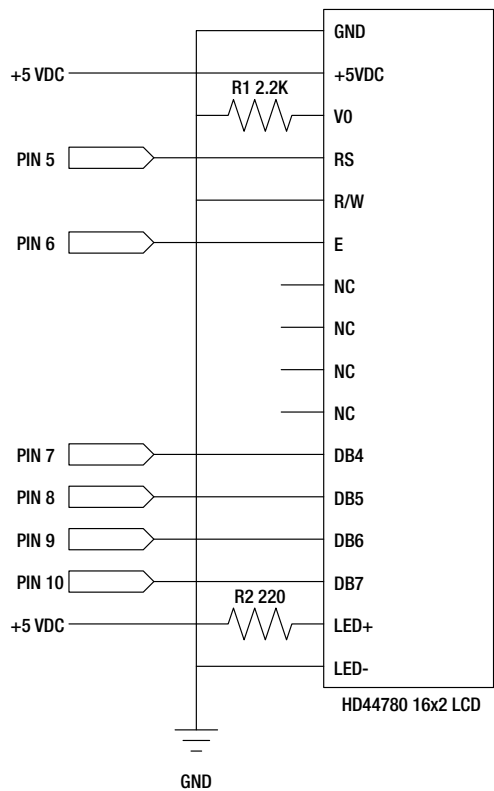 GND
+5 VDC
+5VDC
R1 2.2K
V0
PIN 5
RS
R/W
PIN 6
E
NC
NC
NC
NC
PIN 7
DB4
PIN 8
DB5
PIN 9
DB6
PIN 10
DB7
R2 220
+5 VDC
LED+
LED-
HD44780 16x2 LCD
GND